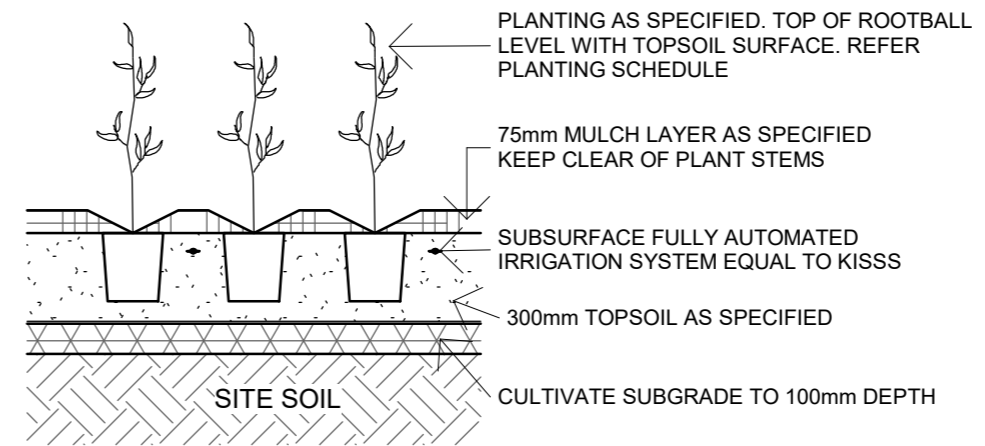 PLANTING AS SPECIFIED. TOP OF ROOTBALL
LEVEL WITH TOPSOIL SURFACE. REFER
PLANTING SCHEDULE
75mm MULCH LAYER AS SPECIFIED
KEEP CLEAR OF PLANT STEMS
SUBSURFACE FULLY AUTOMATED
IRRIGATION SYSTEM EQUAL TO KISSS
300mm TOPSOIL AS SPECIFIED
CULTIVATE SUBGRADE TO 100mm DEPTH
SITE SOIL